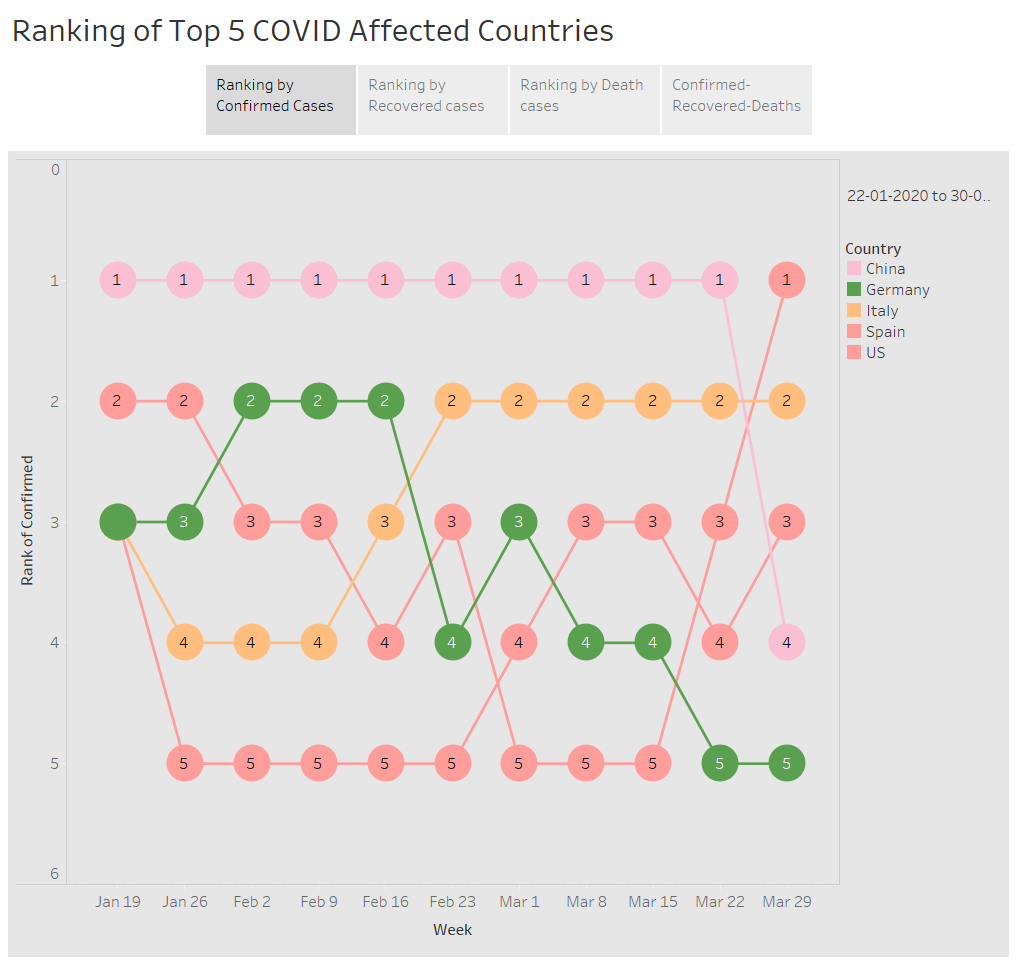 Ranking of Top 5 COVID Affected Countries
Ranking by
Confirmed Cases
Ranking by
Recovered cases
Ranking by Death
cases
Confirmed-
Recovered-Deaths
22-01-2020 to 30-0..
Country
China
Germany
Italy
Spain
US
Rank of Confirmed
0
1
1 1 1 1 1 1 1 1 1 1 1
2
2 2 2 2 2 2 2 2 2 2 2
3
3 3 3 3 3 3 3 3 3 3
4
4 4 4 4 4 4 4 4 4 4
5
5 5 5 5 5 5 5 5 5 5
6
Jan 19 Jan 26 Feb 2 Feb 9 Feb 16 Feb 23 Mar 1 Mar 8 Mar 15 Mar 22 Mar 29
Week